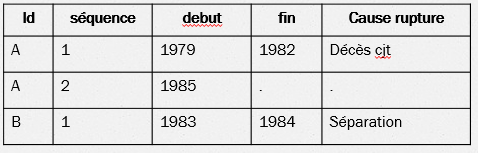 Id séquence debut fin Cause rupture
A 1 1979 1982 Décès cjt
A 2 1985 . .
B 1 1983 1984 Séparation